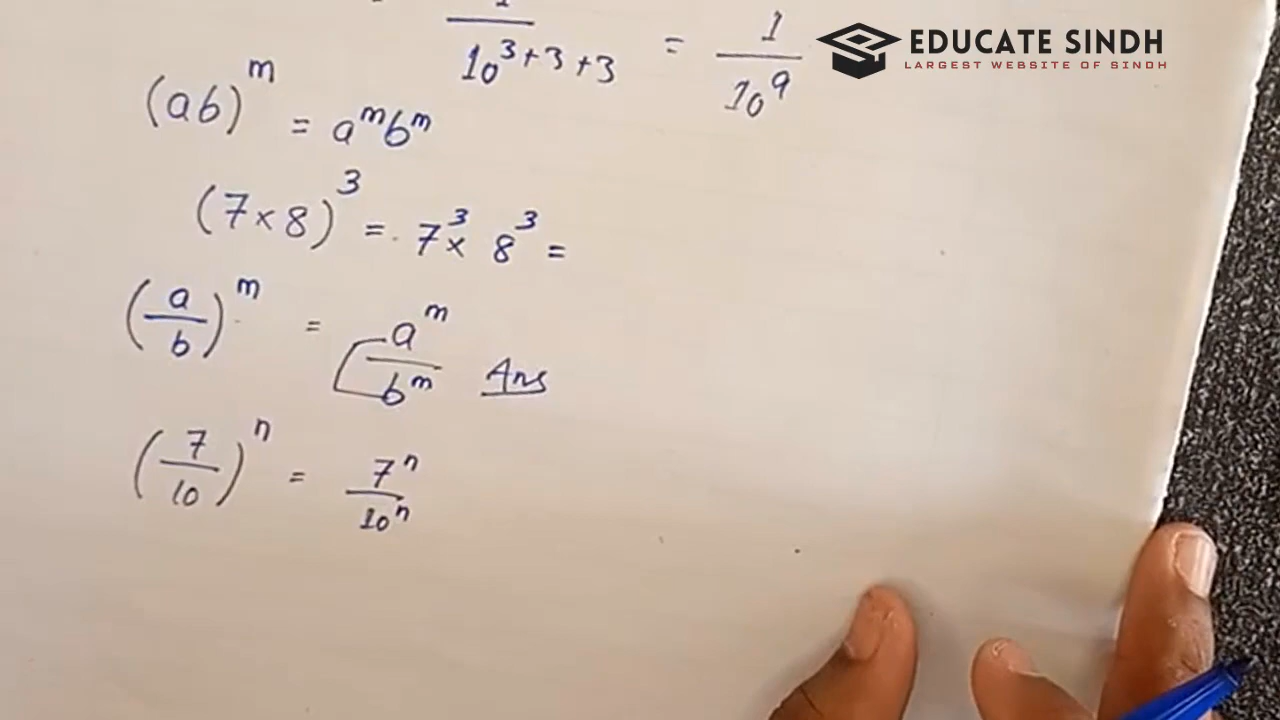 1/10^(3+3+3) = 1/10^9
EDUCATE SINDH
LARGEST WEBSITE OF SINDH
(ab)^m = a^m b^m
(7×8)^3 = 7^3 × 8^3 =
(a/b)^m = a^m/b^m Ans
(7/10)^n = 7^n/10^n